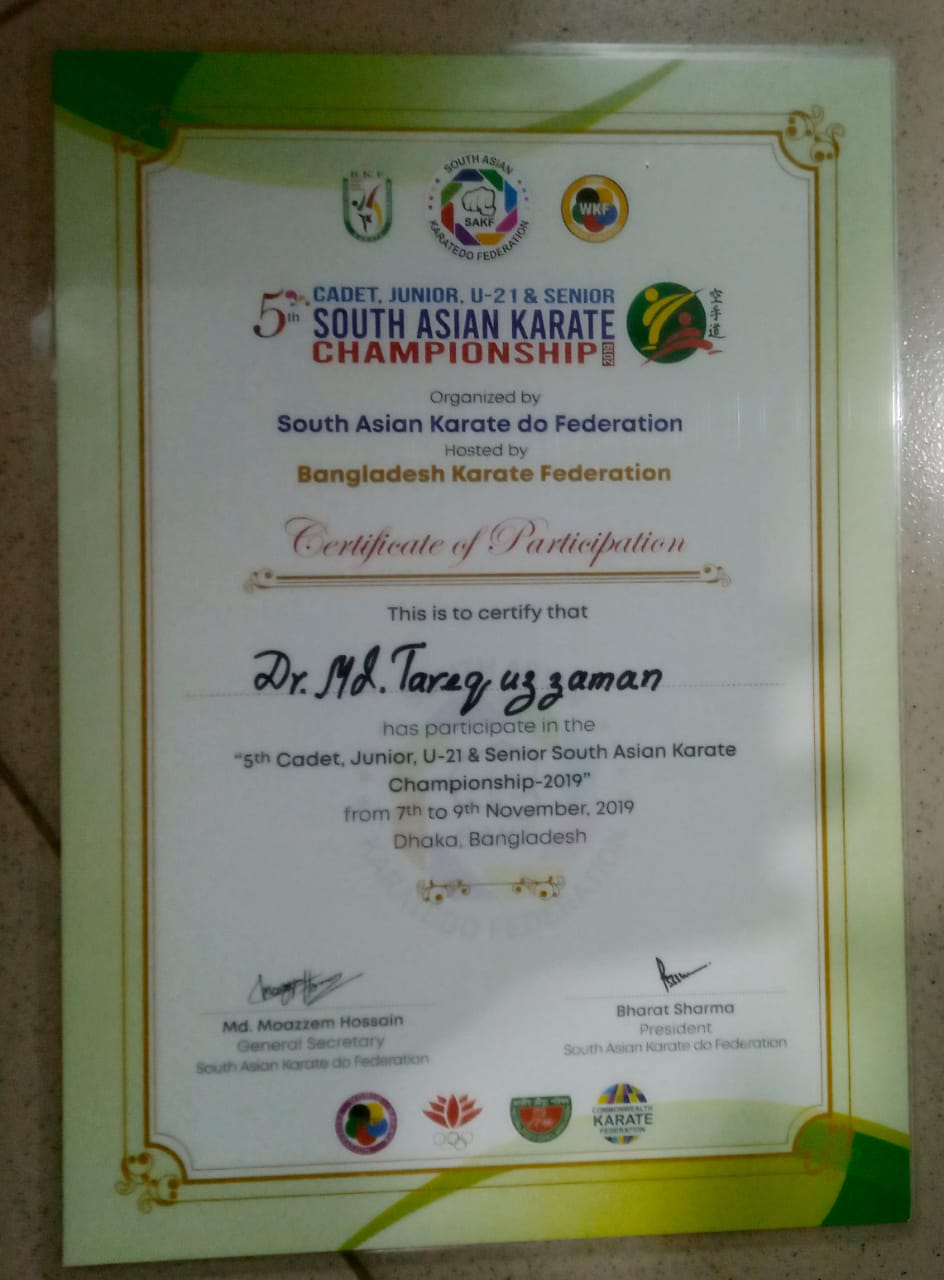 B.K.F
SOUTH ASIAN
SAKF
KARATEDO FEDERATION
WKF
5th
CADET, JUNIOR, U-21 & SENIOR
SOUTH ASIAN KARATE
CHAMPIONSHIP 2019
空手道
Organized by
South Asian Karate do Federation
Hosted by
Bangladesh Karate Federation
Certificate of Participation
This is to certify that
Dr. Md. Tarequzzaman
has participate in the
“5th Cadet, Junior, U-21 & Senior South Asian Karate
Championship-2019”
from 7th to 9th November, 2019
Dhaka, Bangladesh
KARATEDO FEDERATION
Md. Moazzem Hossain
General Secretary
South Asian Karate do Federation
Bharat Sharma
President
South Asian Karate do Federation
COMMONWEALTH
KARATE
FEDERATION